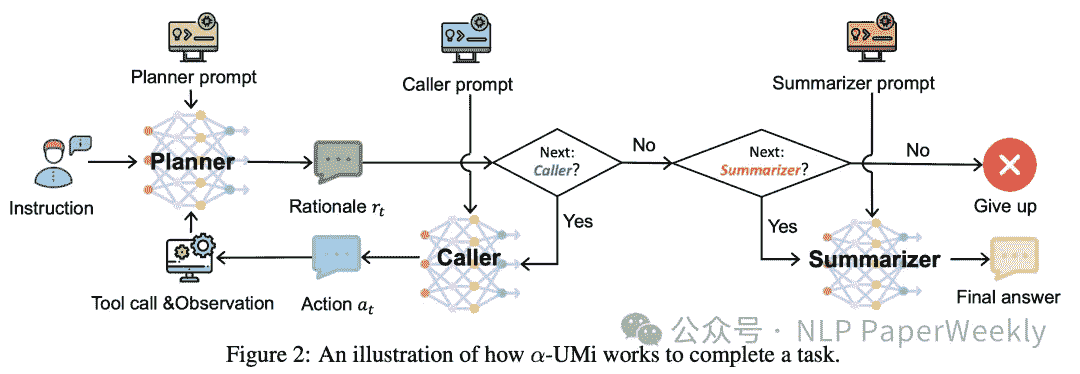 Planner prompt
Caller prompt
Summarizer prompt
Instruction
Planner
Rationale rₜ
Next:
Caller?
No
Next:
Summarizer?
No
Give up
Yes
Yes
Tool call &Observation
Action aₜ
Caller
Summarizer
Final answer
公众号 · NLP PaperWeekly
Figure 2: An illustration of how α-UMi works to complete a task.